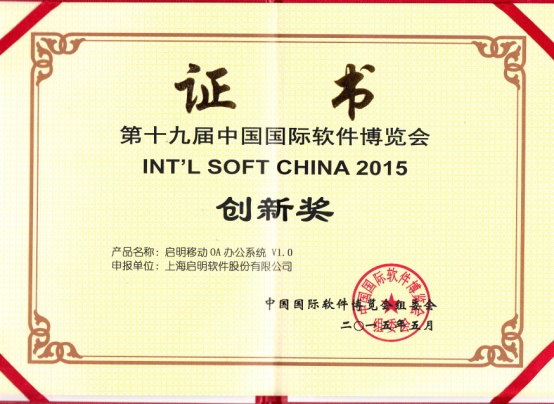 证 书
第十九届中国国际软件博览会
INT'L SOFT CHINA 2015
创新奖
产品名称: 启明移动OA办公系统 V1.0
申报单位: 上海启明软件股份有限公司
中国国际软件博览会组委会
二〇一五年五月
中国国际软件博览会
组委会